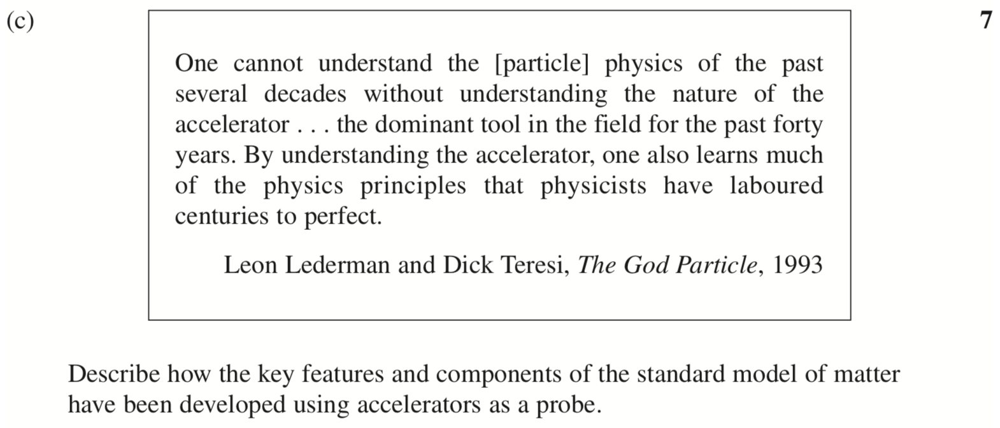 (c) 7
One cannot understand the [particle] physics of the past
several decades without understanding the nature of the
accelerator . . . the dominant tool in the field for the past forty
years. By understanding the accelerator, one also learns much
of the physics principles that physicists have laboured
centuries to perfect.
Leon Lederman and Dick Teresi, The God Particle, 1993
Describe how the key features and components of the standard model of matter
have been developed using accelerators as a probe.